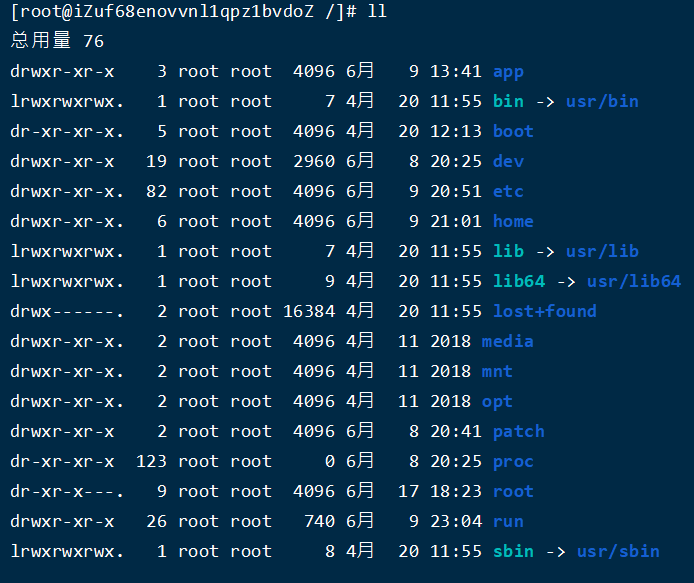 [root@iZuf68enovvnl1qpz1bvdoZ /]# ll
总用量 76
drwxr-xr-x    3 root root  4096 6月   9 13:41 app
lrwxrwxrwx.   1 root root     7 4月  20 11:55 bin -> usr/bin
dr-xr-xr-x.   5 root root  4096 4月  20 12:13 boot
drwxr-xr-x   19 root root  2960 6月   8 20:25 dev
drwxr-xr-x.  82 root root  4096 6月   9 20:51 etc
drwxr-xr-x.   6 root root  4096 6月   9 21:01 home
lrwxrwxrwx.   1 root root     7 4月  20 11:55 lib -> usr/lib
lrwxrwxrwx.   1 root root     9 4月  20 11:55 lib64 -> usr/lib64
drwx------.   2 root root 16384 4月  20 11:55 lost+found
drwxr-xr-x.   2 root root  4096 4月  11 2018 media
drwxr-xr-x.   2 root root  4096 4月  11 2018 mnt
drwxr-xr-x.   2 root root  4096 4月  11 2018 opt
drwxr-xr-x    2 root root  4096 6月   8 20:41 patch
dr-xr-xr-x  123 root root     0 6月   8 20:25 proc
dr-xr-x---.   9 root root  4096 6月  17 18:23 root
drwxr-xr-x   26 root root   740 6月   9 23:04 run
lrwxrwxrwx.   1 root root     8 4月  20 11:55 sbin -> usr/sbin